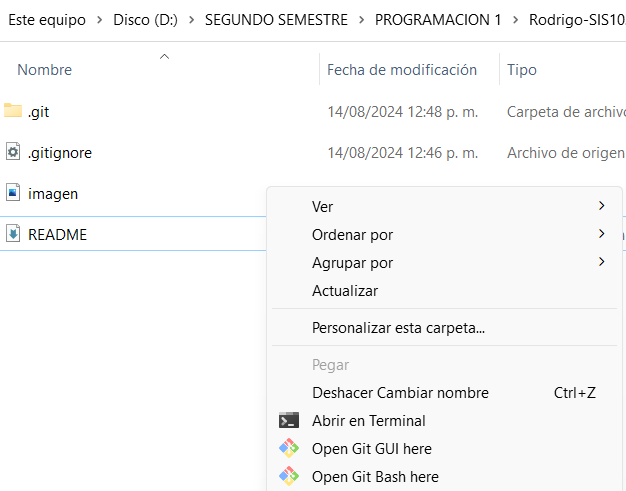 Este equipo > Disco (D:) > SEGUNDO SEMESTRE > PROGRAMACION 1 > Rodrigo-SIS10
Nombre Fecha de modificación Tipo
.git 14/08/2024 12:48 p. m. Carpeta de archiv
.gitignore 14/08/2024 12:46 p. m. Archivo de origen
imagen
README
Ver
Ordenar por
Agrupar por
Actualizar
Personalizar esta carpeta...
Pegar
Deshacer Cambiar nombre Ctrl+Z
Abrir en Terminal
Open Git GUI here
Open Git Bash here